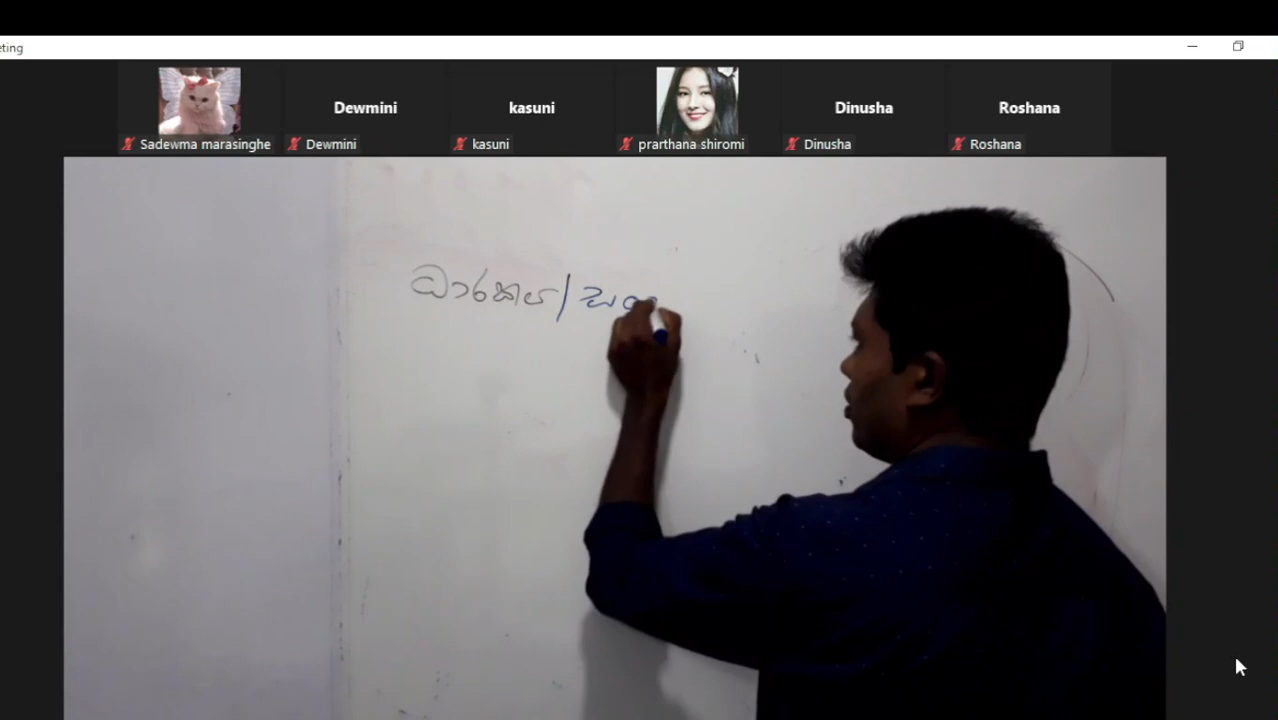 eting
Dewmini
kasuni
Dinusha
Roshana
Sadewma marasinghe
Dewmini
kasuni
prarthana shiromi
Dinusha
Roshana
ධාරකය/